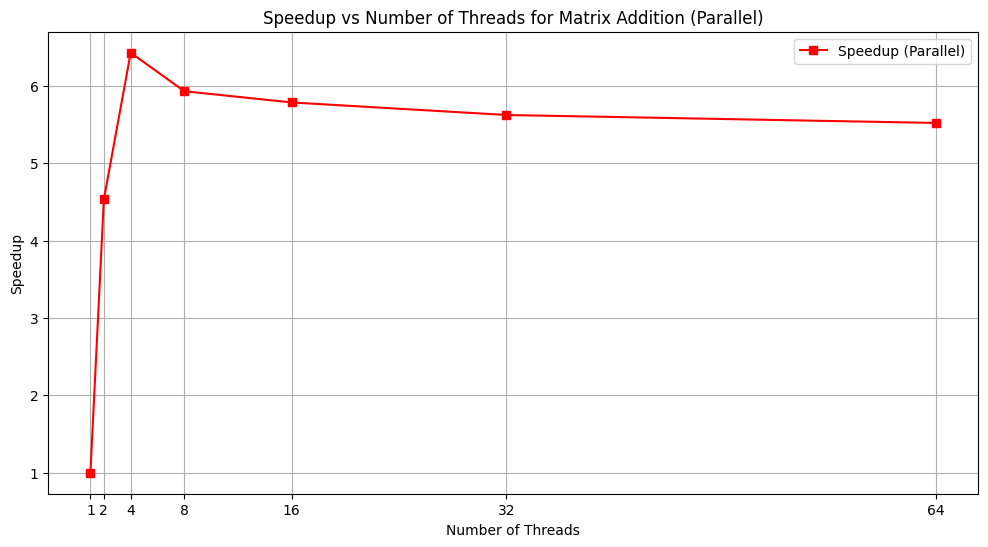 Speedup vs Number of Threads for Matrix Addition (Parallel)
Speedup (Parallel)
6
5
4
3
2
1
Speedup
1 2 4 8 16 32 64
Number of Threads